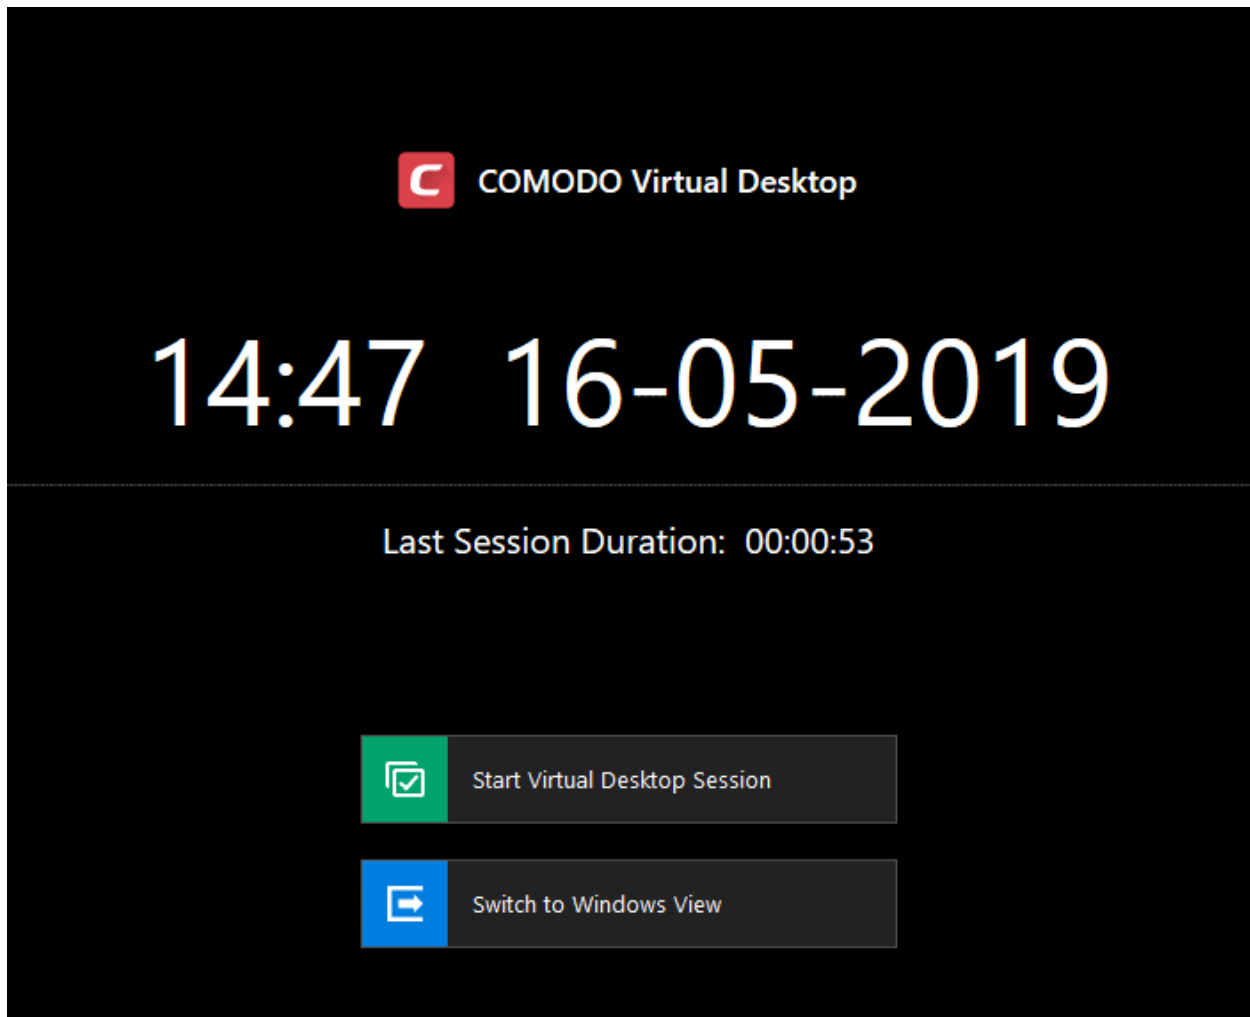 COMODO Virtual Desktop
14:47 16-05-2019
Last Session Duration: 00:00:53
Start Virtual Desktop Session
Switch to Windows View